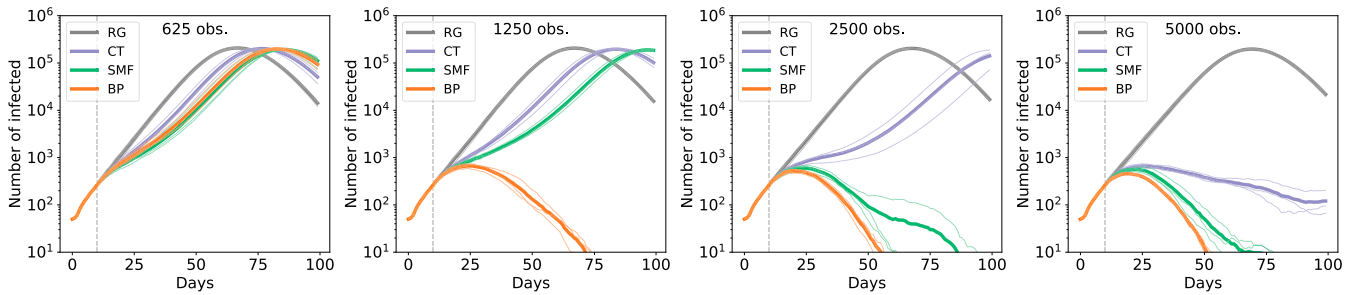 625 obs.
RG
CT
SMF
BP
Number of infected
10⁶
10⁵
10⁴
10³
10²
10¹
0 25 50 75 100
Days
1250 obs.
RG
CT
SMF
BP
Number of infected
10⁶
10⁵
10⁴
10³
10²
10¹
0 25 50 75 100
Days
2500 obs.
RG
CT
SMF
BP
Number of infected
10⁶
10⁵
10⁴
10³
10²
10¹
0 25 50 75 100
Days
5000 obs.
RG
CT
SMF
BP
Number of infected
10⁶
10⁵
10⁴
10³
10²
10¹
0 25 50 75 100
Days